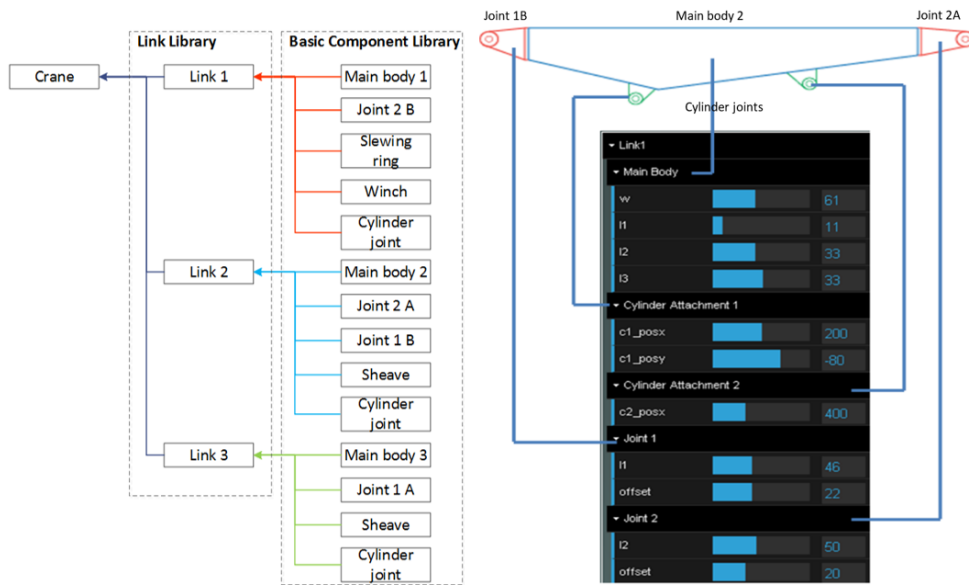 Link Library
Basic Component Library
Crane
Link 1
Main body 1
Joint 2 B
Slewing
ring
Winch
Cylinder
joint
Link 2
Main body 2
Joint 2 A
Joint 1 B
Sheave
Cylinder
joint
Link 3
Main body 3
Joint 1 A
Sheave
Cylinder
joint
Joint 1B
Main body 2
Joint 2A
Cylinder joints
Link1
Main Body
w 61
l1 11
l2 33
l3 33
Cylinder Attachment 1
c1_posx 200
c1_posy -80
Cylinder Attachment 2
c2_posx 400
Joint 1
l1 46
offset 22
Joint 2
l2 50
offset 20